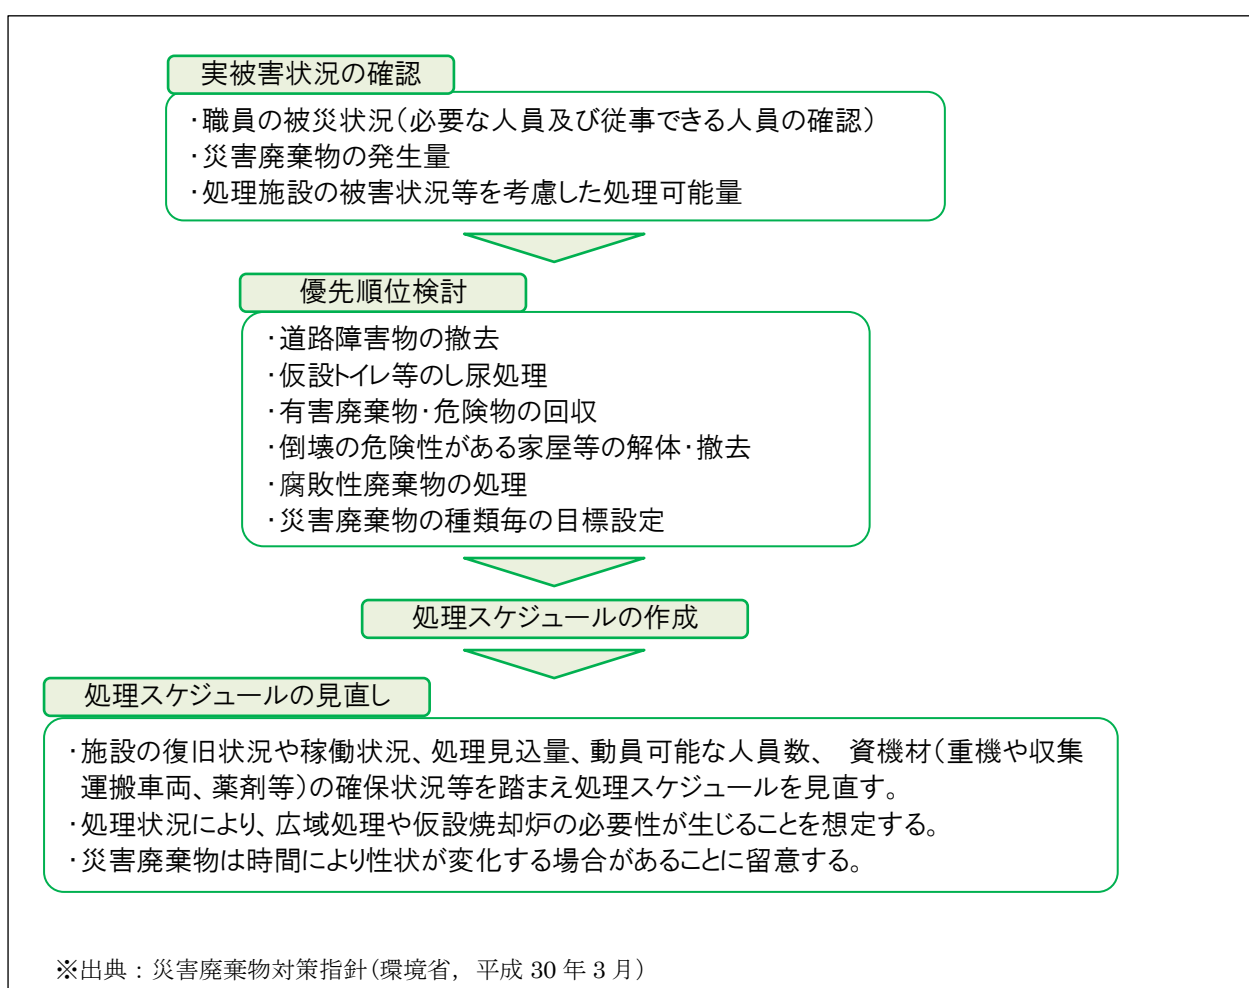 実被害状況の確認
・職員の被災状況(必要な人員及び従事できる人員の確認)
・災害廃棄物の発生量
・処理施設の被害状況等を考慮した処理可能量
優先順位検討
・道路障害物の撤去
・仮設トイレ等のし尿処理
・有害廃棄物・危険物の回収
・倒壊の危険性がある家屋等の解体・撤去
・腐敗性廃棄物の処理
・災害廃棄物の種類毎の目標設定
処理スケジュールの作成
処理スケジュールの見直し
・施設の復旧状況や稼働状況、処理見込量、動員可能な人員数、 資機材(重機や収集
運搬車両、薬剤等)の確保状況等を踏まえ処理スケジュールを見直す。
・処理状況により、広域処理や仮設焼却炉の必要性が生じることを想定する。
・災害廃棄物は時間により性状が変化する場合があることに留意する。
※出典:災害廃棄物対策指針(環境省, 平成 30 年 3 月)